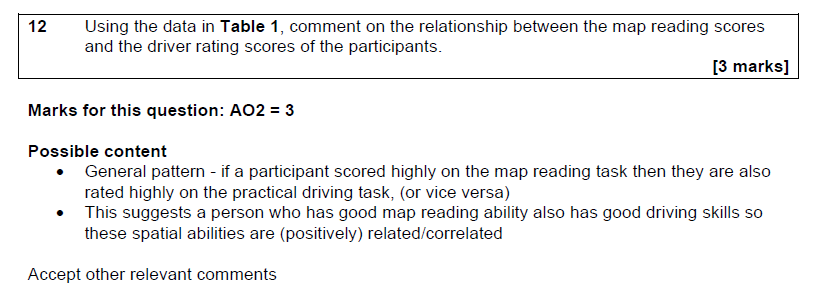 12 Using the data in Table 1, comment on the relationship between the map reading scores
and the driver rating scores of the participants.
[3 marks]
Marks for this question: AO2 = 3
Possible content
• General pattern - if a participant scored highly on the map reading task then they are also
rated highly on the practical driving task, (or vice versa)
• This suggests a person who has good map reading ability also has good driving skills so
these spatial abilities are (positively) related/correlated
Accept other relevant comments